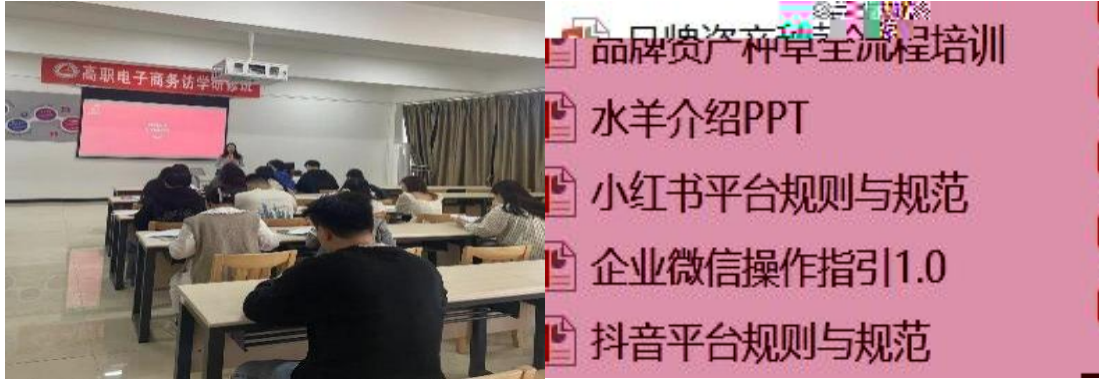 高职电子商务访学研修班
品牌资产种草全流程培训
水羊介绍PPT
小红书平台规则与规范
企业微信操作指引1.0
抖音平台规则与规范